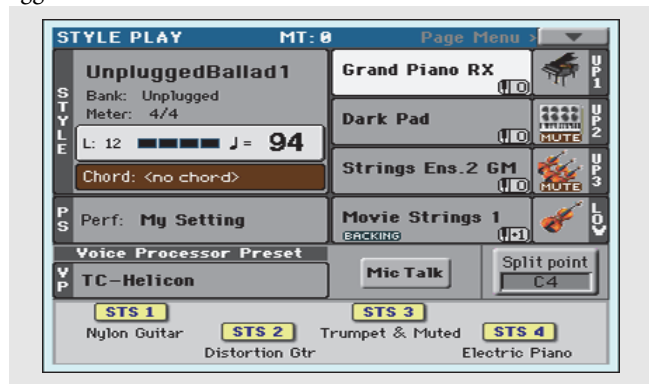 STYLE PLAY MT: 0 Page Menu >
STYLE
UnpluggedBallad1
Bank: Unplugged
Meter: 4/4
L: 12 ♩= 94
Chord: <no chord>
PS
Perf: My Setting
Voice Processor Preset
VP
TC-Helicon
Grand Piano RX
0
UP1
Dark Pad
0
MUTE
UP2
Strings Ens.2 GM
0
MUTE
UP3
Movie Strings 1
BACKING
+1
LOW
Mic Talk
Split point
C4
STS 1
Nylon Guitar
STS 2
Distortion Gtr
STS 3
Trumpet & Muted
STS 4
Electric Piano